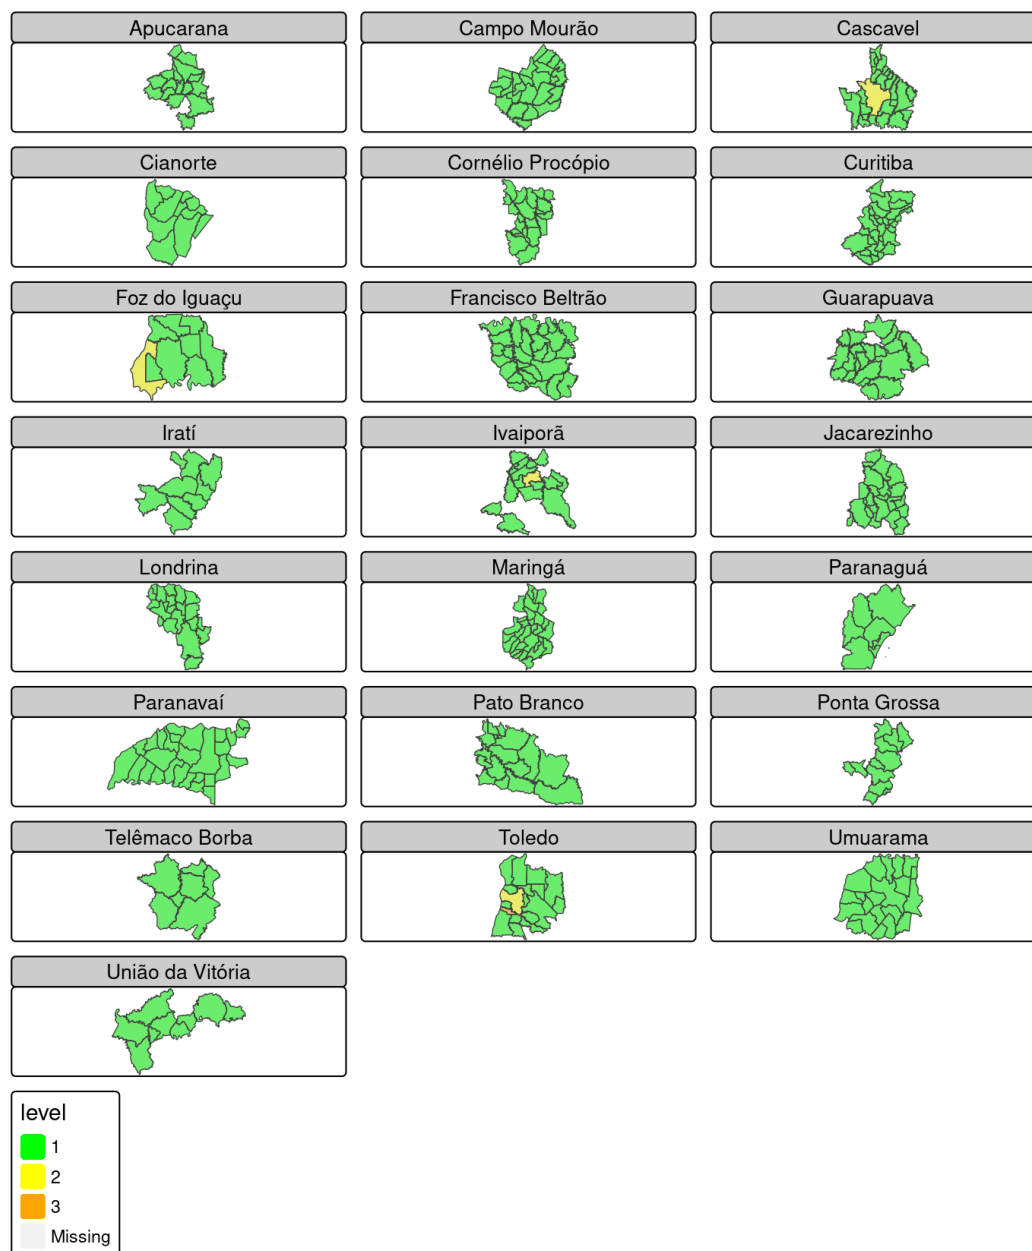 Apucarana
Campo Mourão
Cascavel
Cianorte
Cornélio Procópio
Curitiba
Foz do Iguaçu
Francisco Beltrão
Guarapuava
Iratí
Ivaiporã
Jacarezinho
Londrina
Maringá
Paranaguá
Paranavaí
Pato Branco
Ponta Grossa
Telêmaco Borba
Toledo
Umuarama
União da Vitória
level
1
2
3
Missing